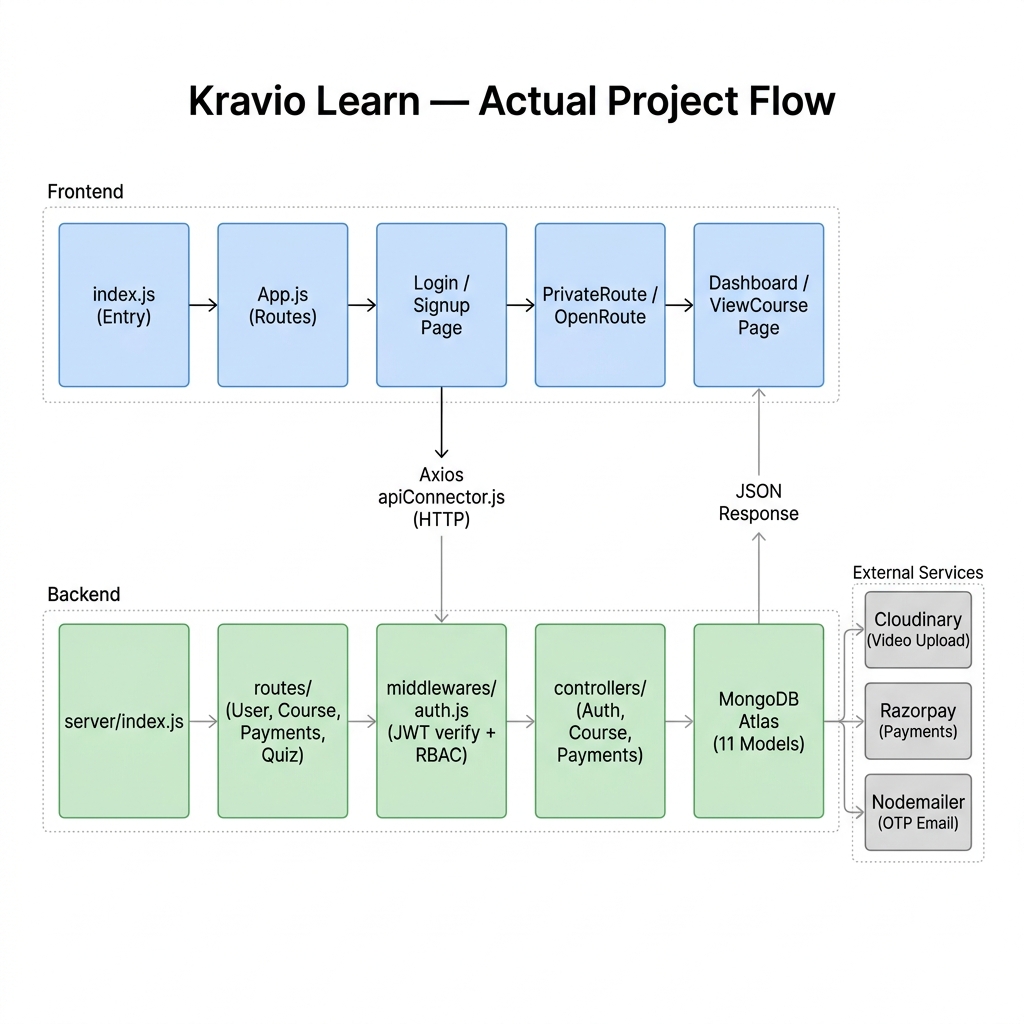 Kravio Learn — Actual Project Flow
Frontend
index.js
(Entry)
App.js
(Routes)
Login /
Signup
Page
PrivateRoute /
OpenRoute
Dashboard /
ViewCourse
Page
Axios
apiConnector.js
(HTTP)
JSON
Response
Backend
server/index.js
routes/
(User, Course,
Payments,
Quiz)
middlewares/
auth.js
(JWT verify +
RBAC)
controllers/
(Auth,
Course,
Payments)
MongoDB
Atlas
(11 Models)
External Services
Cloudinary
(Video Upload)
Razorpay
(Payments)
Nodemailer
(OTP Email)